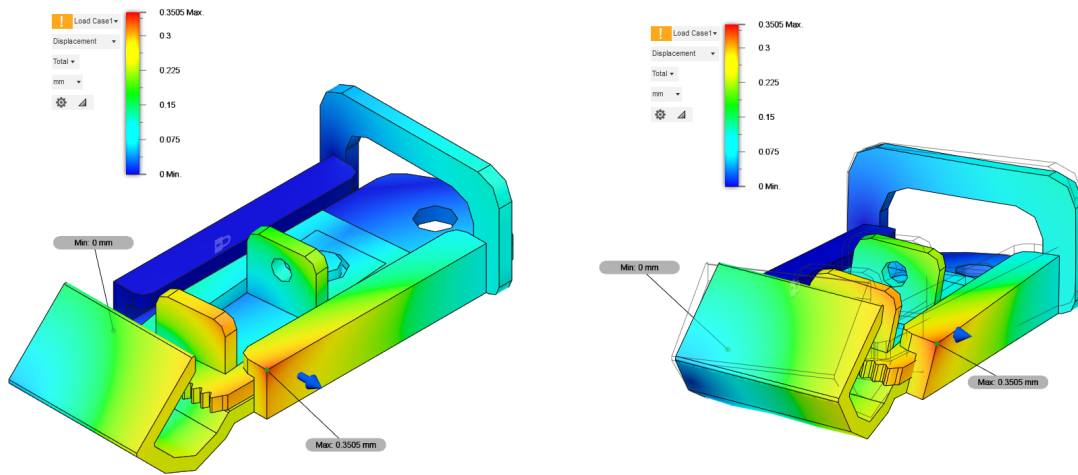 Load Case1
Displacement
Total
mm
0.3505 Max.
0.3
0.225
0.15
0.075
0 Min.
Min: 0 mm
Max: 0.3505 mm
Load Case1
Displacement
Total
mm
0.3505 Max.
0.3
0.225
0.15
0.075
0 Min.
Min: 0 mm
Max: 0.3505 mm